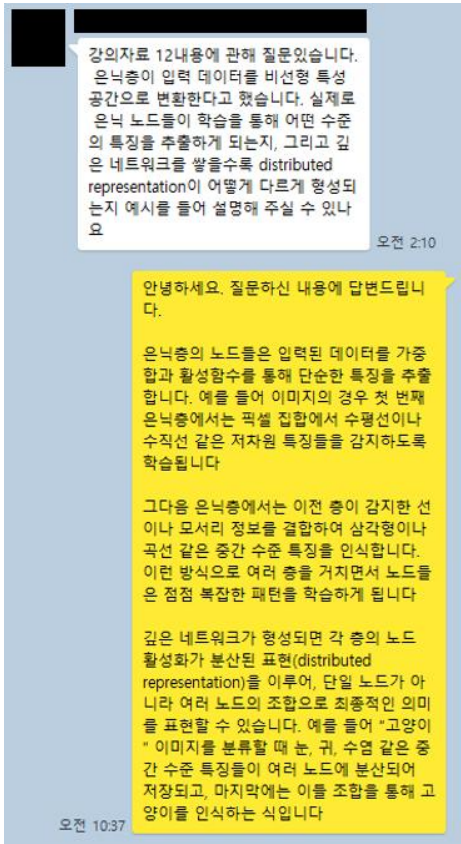 강의자료 12내용에 관해 질문있습니다.
은닉층이 입력 데이터를 비선형 특성
공간으로 변환한다고 했습니다. 실제로
은닉 노드들이 학습을 통해 어떤 수준
의 특징을 추출하게 되는지, 그리고 깊
은 네트워크를 쌓을수록 distributed
representation이 어떻게 다르게 형성되
는지 예시를 들어 설명해 주실 수 있나
요
오전 2:10
안녕하세요. 질문하신 내용에 답변드립니
다.
은닉층의 노드들은 입력된 데이터를 가중
합과 활성함수를 통해 단순한 특징을 추출
합니다. 예를 들어 이미지의 경우 첫 번째
은닉층에서는 픽셀 집합에서 수평선이나
수직선 같은 저차원 특징들을 감지하도록
학습됩니다
그다음 은닉층에서는 이전 층이 감지한 선
이나 모서리 정보를 결합하여 삼각형이나
곡선 같은 중간 수준 특징을 인식합니다.
이런 방식으로 여러 층을 거치면서 노드들
은 점점 복잡한 패턴을 학습하게 됩니다
깊은 네트워크가 형성되면 각 층의 노드
활성화가 분산된 표현(distributed
representation)을 이루어, 단일 노드가 아
니라 여러 노드의 조합으로 최종적인 의미
를 표현할 수 있습니다. 예를 들어 "고양이
" 이미지를 분류할 때 눈, 귀, 수염 같은 중
간 수준 특징들이 여러 노드에 분산되어
저장되고, 마지막에는 이들 조합을 통해 고
양이를 인식하는 식입니다
오전 10:37